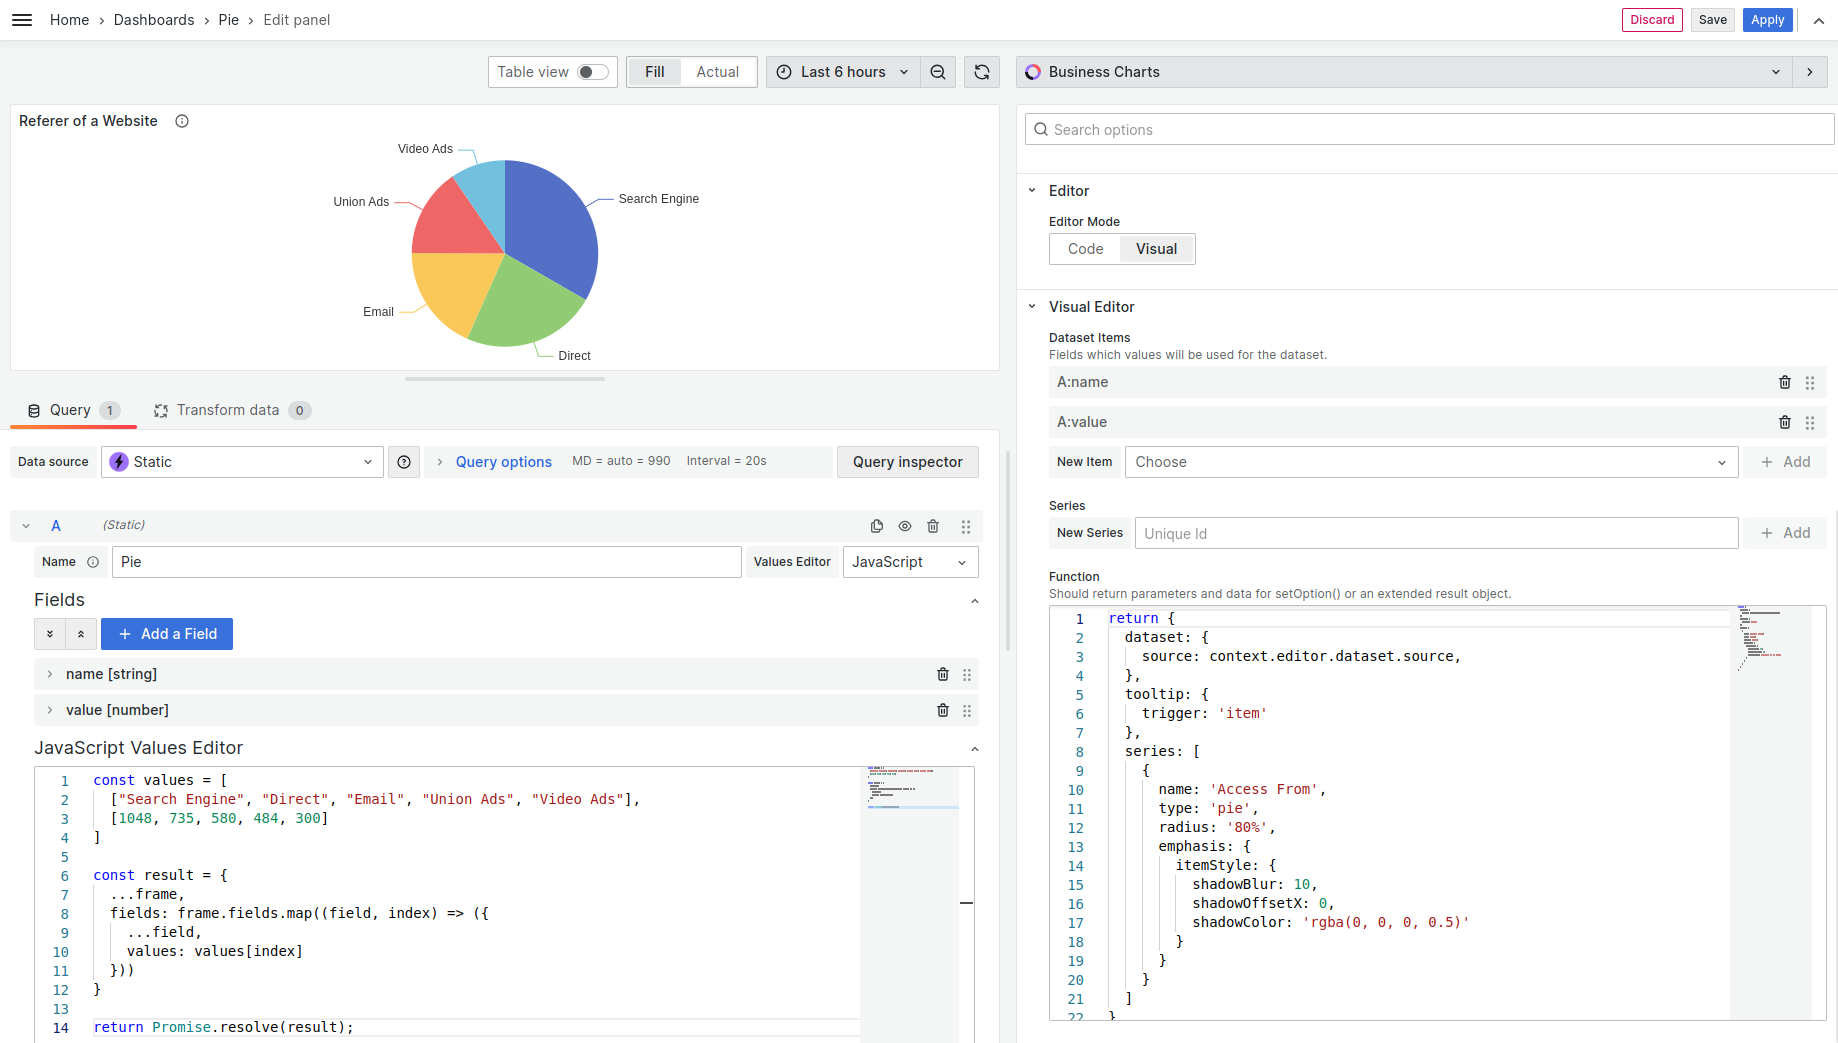 Home › Dashboards › Pie › Edit panel
Discard
Save
Apply
Table view
Fill
Actual
Last 6 hours
Business Charts
Referer of a Website
Video Ads
Search Engine
Union Ads
Email
Direct
Query 1
Transform data 0
Data source
Static
Query options
MD = auto = 990
Interval = 20s
Query inspector
A
(Static)
Name
Pie
Values Editor
JavaScript
Fields
Add a Field
name [string]
value [number]
JavaScript Values Editor
1 const values = [
2 ["Search Engine", "Direct", "Email", "Union Ads", "Video Ads"],
3 [1048, 735, 580, 484, 300]
4 ]
5
6 const result = {
7 ...frame,
8 fields: frame.fields.map((field, index) => ({
9 ...field,
10 values: values[index]
11 }))
12 }
13
14 return Promise.resolve(result);
Search options
Editor
Editor Mode
Code
Visual
Visual Editor
Dataset Items
Fields which values will be used for the dataset.
A:name
A:value
New Item
Choose
+ Add
Series
New Series
Unique Id
+ Add
Function
Should return parameters and data for setOption() or an extended result object.
1 return {
2 dataset: {
3 source: context.editor.dataset.source,
4 },
5 tooltip: {
6 trigger: 'item'
7 },
8 series: [
9 {
10 name: 'Access From',
11 type: 'pie',
12 radius: '80%',
13 emphasis: {
14 itemStyle: {
15 shadowBlur: 10,
16 shadowOffsetX: 0,
17 shadowColor: 'rgba(0, 0, 0, 0.5)'
18 }
19 }
20 }
21 ]
22 }